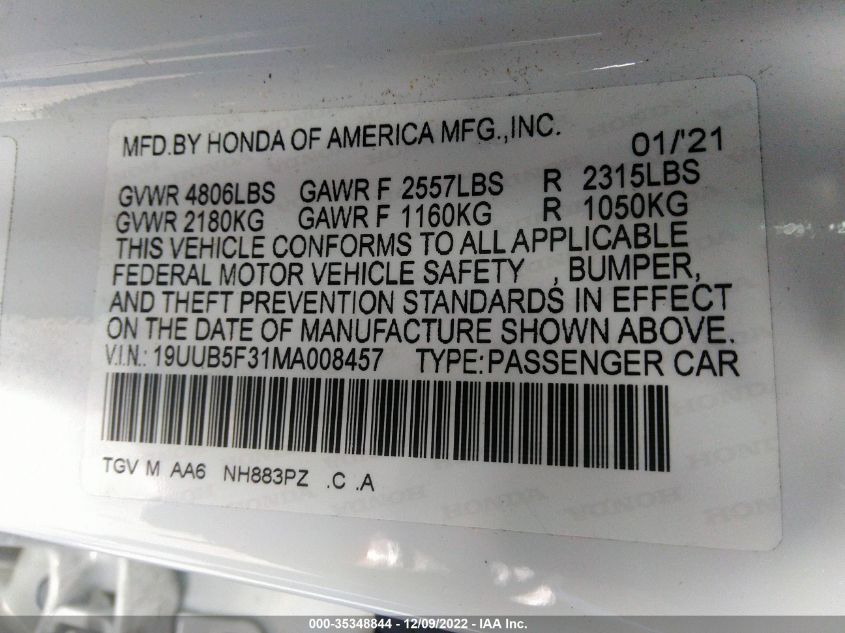 MFD.BY HONDA OF AMERICA MFG.,INC. 01/'21
GVWR 4806LBS GAWR F 2557LBS R 2315LBS
GVWR 2180KG GAWR F 1160KG R 1050KG
THIS VEHICLE CONFORMS TO ALL APPLICABLE
FEDERAL MOTOR VEHICLE SAFETY , BUMPER,
AND THEFT PREVENTION STANDARDS IN EFFECT
ON THE DATE OF MANUFACTURE SHOWN ABOVE.
V.I.N.: 19UUB5F31MA008457 TYPE:PASSENGER CAR
TGV M AA6 NH883PZ .C .A
HONDA HONDA HONDA
000-35348844 - 12/09/2022 - IAA Inc.